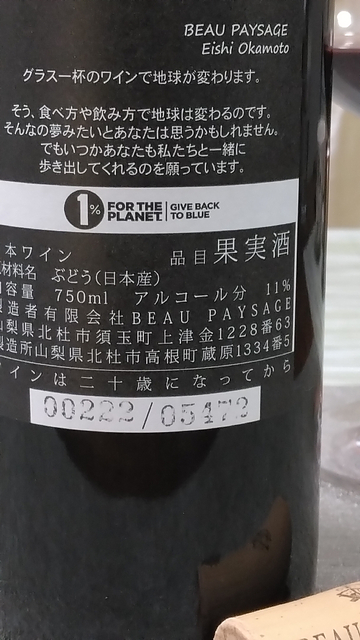 BEAU PAYSAGE
Eishi Okamoto
グラス一杯のワインで地球が変わります。
そう、食べ方や飲み方で地球は変わるのです。
そんなの夢みたいとあなたは思うかもしれません。
でもいつかあなたも私たちと一緒に
歩き出してくれるのを願っています。
1% FOR THE PLANET GIVE BACK TO BLUE
本ワイン 品目 果実酒
材料名 ぶどう(日本産)
容量 750ml アルコール分 11%
造者 有限会社BEAU PAYSAGE
梨県北杜市須玉町上津金1228番63
造所山梨県北杜市高根町蔵原1334番5
インは二十歳になってから
00222/05473
BEAU